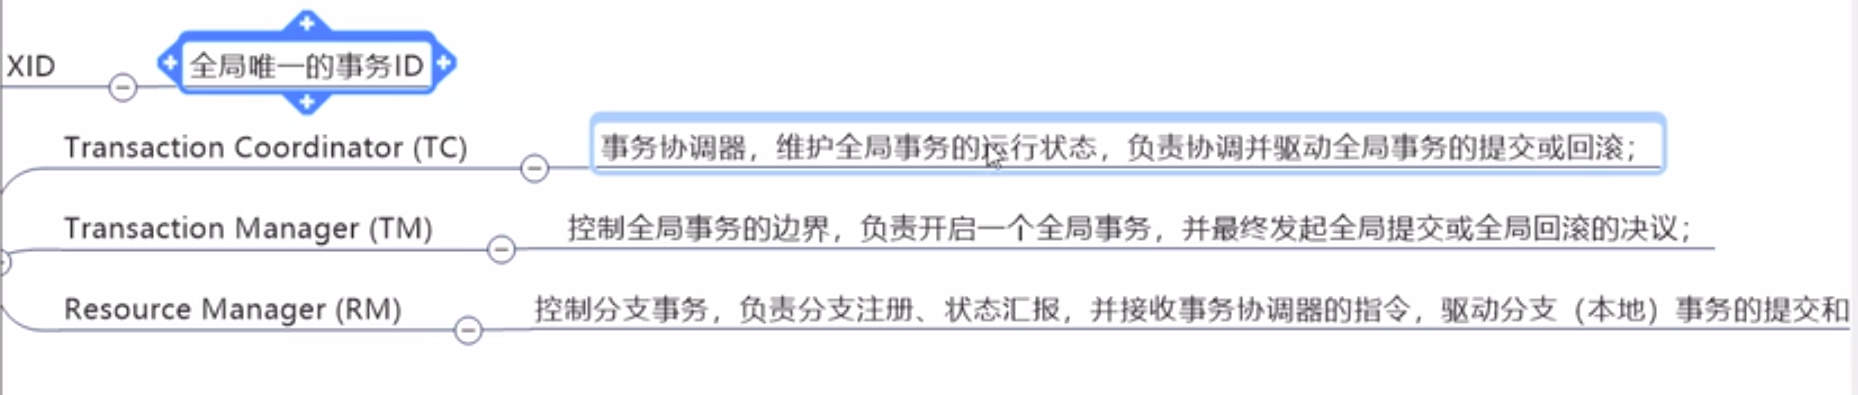 XID 全局唯一的事务ID
Transaction Coordinator (TC) 事务协调器，维护全局事务的运行状态，负责协调并驱动全局事务的提交或回滚；
Transaction Manager (TM) 控制全局事务的边界，负责开启一个全局事务，并最终发起全局提交或全局回滚的决议；
Resource Manager (RM) 控制分支事务，负责分支注册、状态汇报，并接收事务协调器的指令，驱动分支（本地）事务的提交和